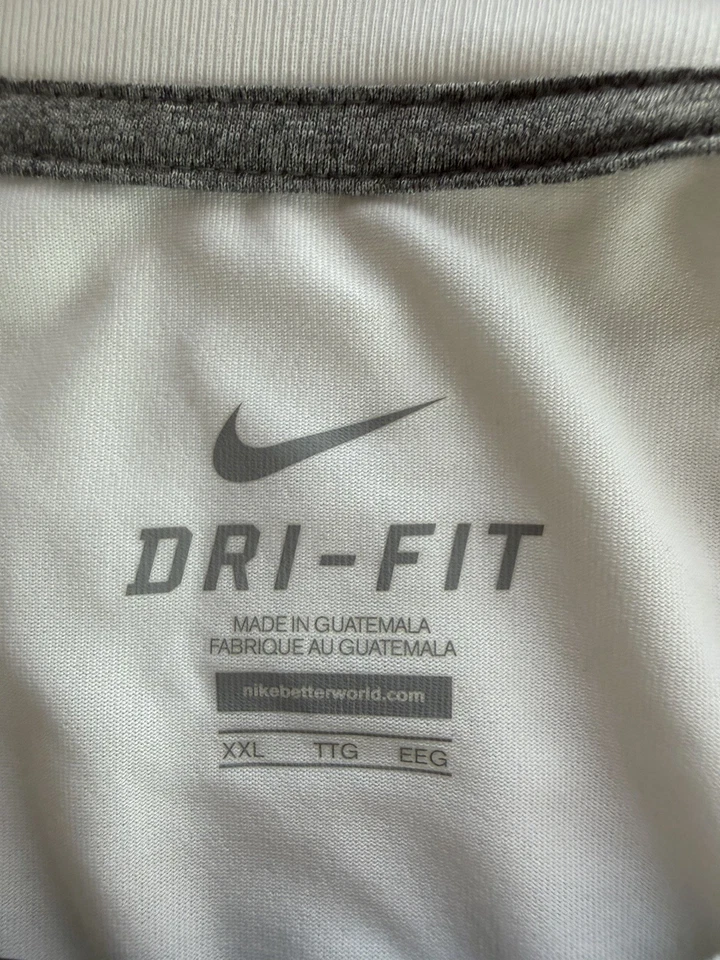 DRI-FIT
MADE IN GUATEMALA
FABRIQUE AU GUATEMALA
nikebetterworld.com
XXL TTG EEG